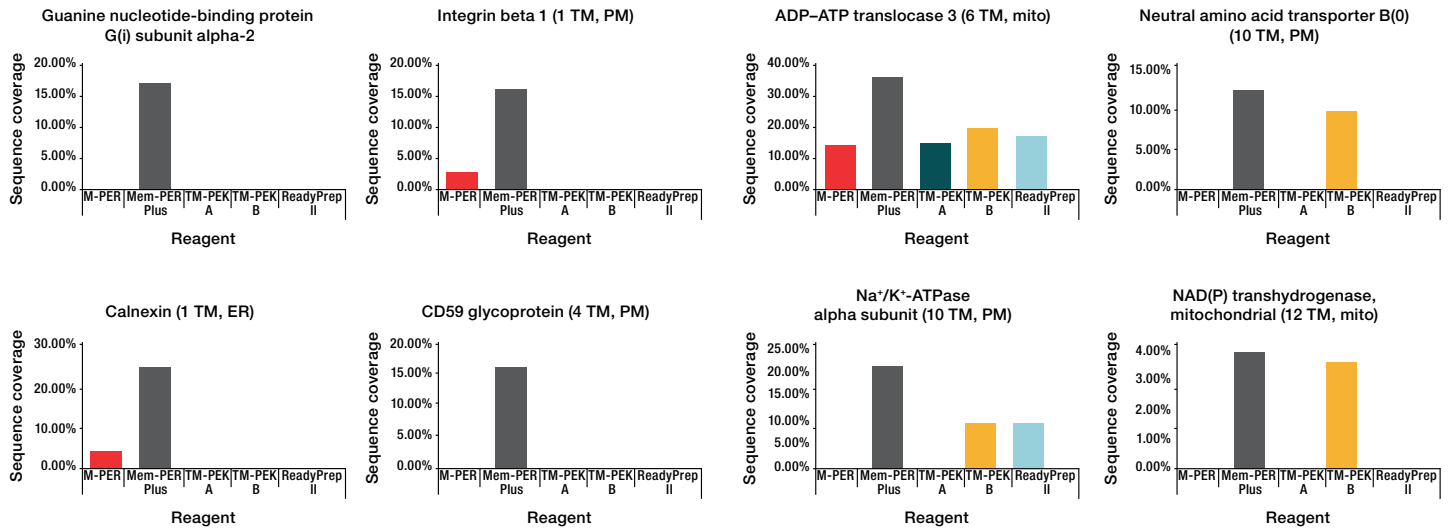 Guanine nucleotide-binding protein
G(i) subunit alpha-2
Sequence coverage
20.00%
15.00%
10.00%
5.00%
0.00%
M-PER Mem-PER TM-PEK TM-PEK ReadyPrep
Plus A B II
Reagent
Integrin beta 1 (1 TM, PM)
Sequence coverage
20.00%
15.00%
10.00%
5.00%
0.00%
M-PER Mem-PER TM-PEK TM-PEK ReadyPrep
Plus A B II
Reagent
ADP–ATP translocase 3 (6 TM, mito)
Sequence coverage
40.00%
30.00%
20.00%
10.00%
0.00%
M-PER Mem-PER TM-PEK TM-PEK ReadyPrep
Plus A B II
Reagent
Neutral amino acid transporter B(0)
(10 TM, PM)
Sequence coverage
15.00%
10.00%
5.00%
0.00%
M-PER Mem-PER TM-PEK TM-PEK ReadyPrep
Plus A B II
Reagent
Calnexin (1 TM, ER)
Sequence coverage
30.00%
20.00%
10.00%
0.00%
M-PER Mem-PER TM-PEK TM-PEK ReadyPrep
Plus A B II
Reagent
CD59 glycoprotein (4 TM, PM)
Sequence coverage
20.00%
15.00%
10.00%
5.00%
0.00%
M-PER Mem-PER TM-PEK TM-PEK ReadyPrep
Plus A B II
Reagent
Na⁺/K⁺-ATPase
alpha subunit (10 TM, PM)
Sequence coverage
25.00%
20.00%
15.00%
10.00%
5.00%
0.00%
M-PER Mem-PER TM-PEK TM-PEK ReadyPrep
Plus A B II
Reagent
NAD(P) transhydrogenase,
mitochondrial (12 TM, mito)
Sequence coverage
4.00%
3.00%
2.00%
1.00%
0.00%
M-PER Mem-PER TM-PEK TM-PEK ReadyPrep
Plus A B II
Reagent